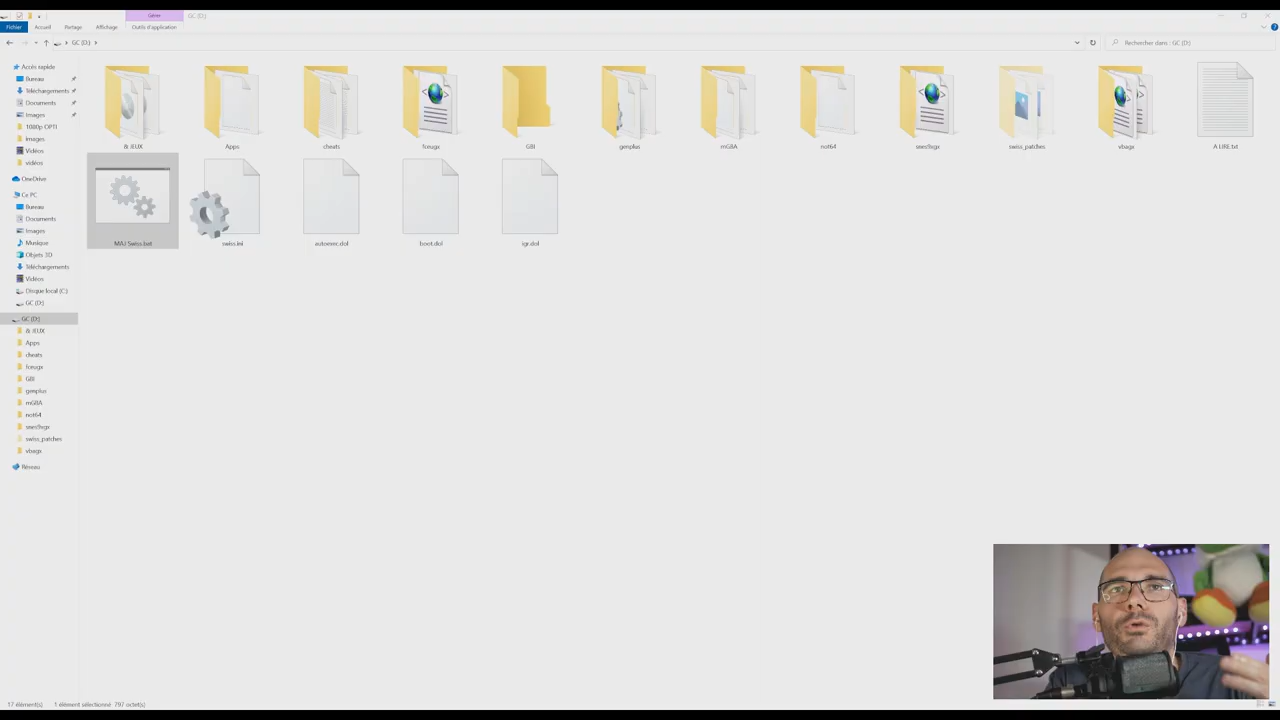 Gérer
GC (D:)
Fichier
Accueil
Partage
Affichage
Outils d'application
GC (D:)
Rechercher dans : GC (D:)
Accès rapide
Bureau
Téléchargements
Documents
Images
1080p OPTI
Images
Vidéos
vidéos
OneDrive
Ce PC
Bureau
Documents
Images
Musique
Objets 3D
Téléchargements
Vidéos
Disque local (C:)
GC (D:)
GC (D:)
& JEUX
Apps
cheats
fceugx
GBI
genplus
mGBA
not64
snes9xgx
swiss_patches
vbagx
Réseau
& JEUX
Apps
cheats
fceugx
GBI
genplus
mGBA
not64
snes9xgx
swiss_patches
vbagx
A LIRE.txt
MAJ Swiss.bat
swiss.ini
autoexec.dol
boot.dol
igr.dol
17 élément(s)
1 élément sélectionné 797 octet(s)